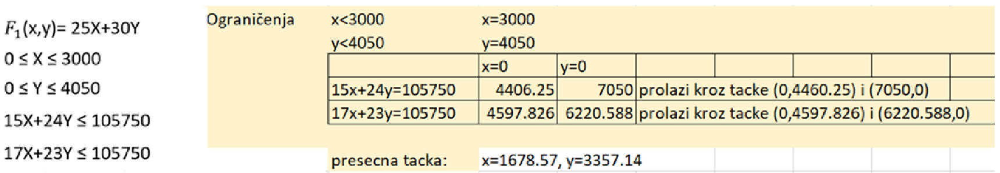 F₁(x,y)= 25X+30Y
0 ≤ X ≤ 3000
0 ≤ Y ≤ 4050
15X+24Y ≤ 105750
17X+23Y ≤ 105750
Ograničenja x<3000 x=3000
y<4050 y=4050
x=0 y=0
15x+24y=105750 4406.25 7050 prolazi kroz tacke (0,4460.25) i (7050,0)
17x+23y=105750 4597.826 6220.588 prolazi kroz tacke (0,4597.826) i (6220.588,0)
presecna tacka: x=1678.57, y=3357.14